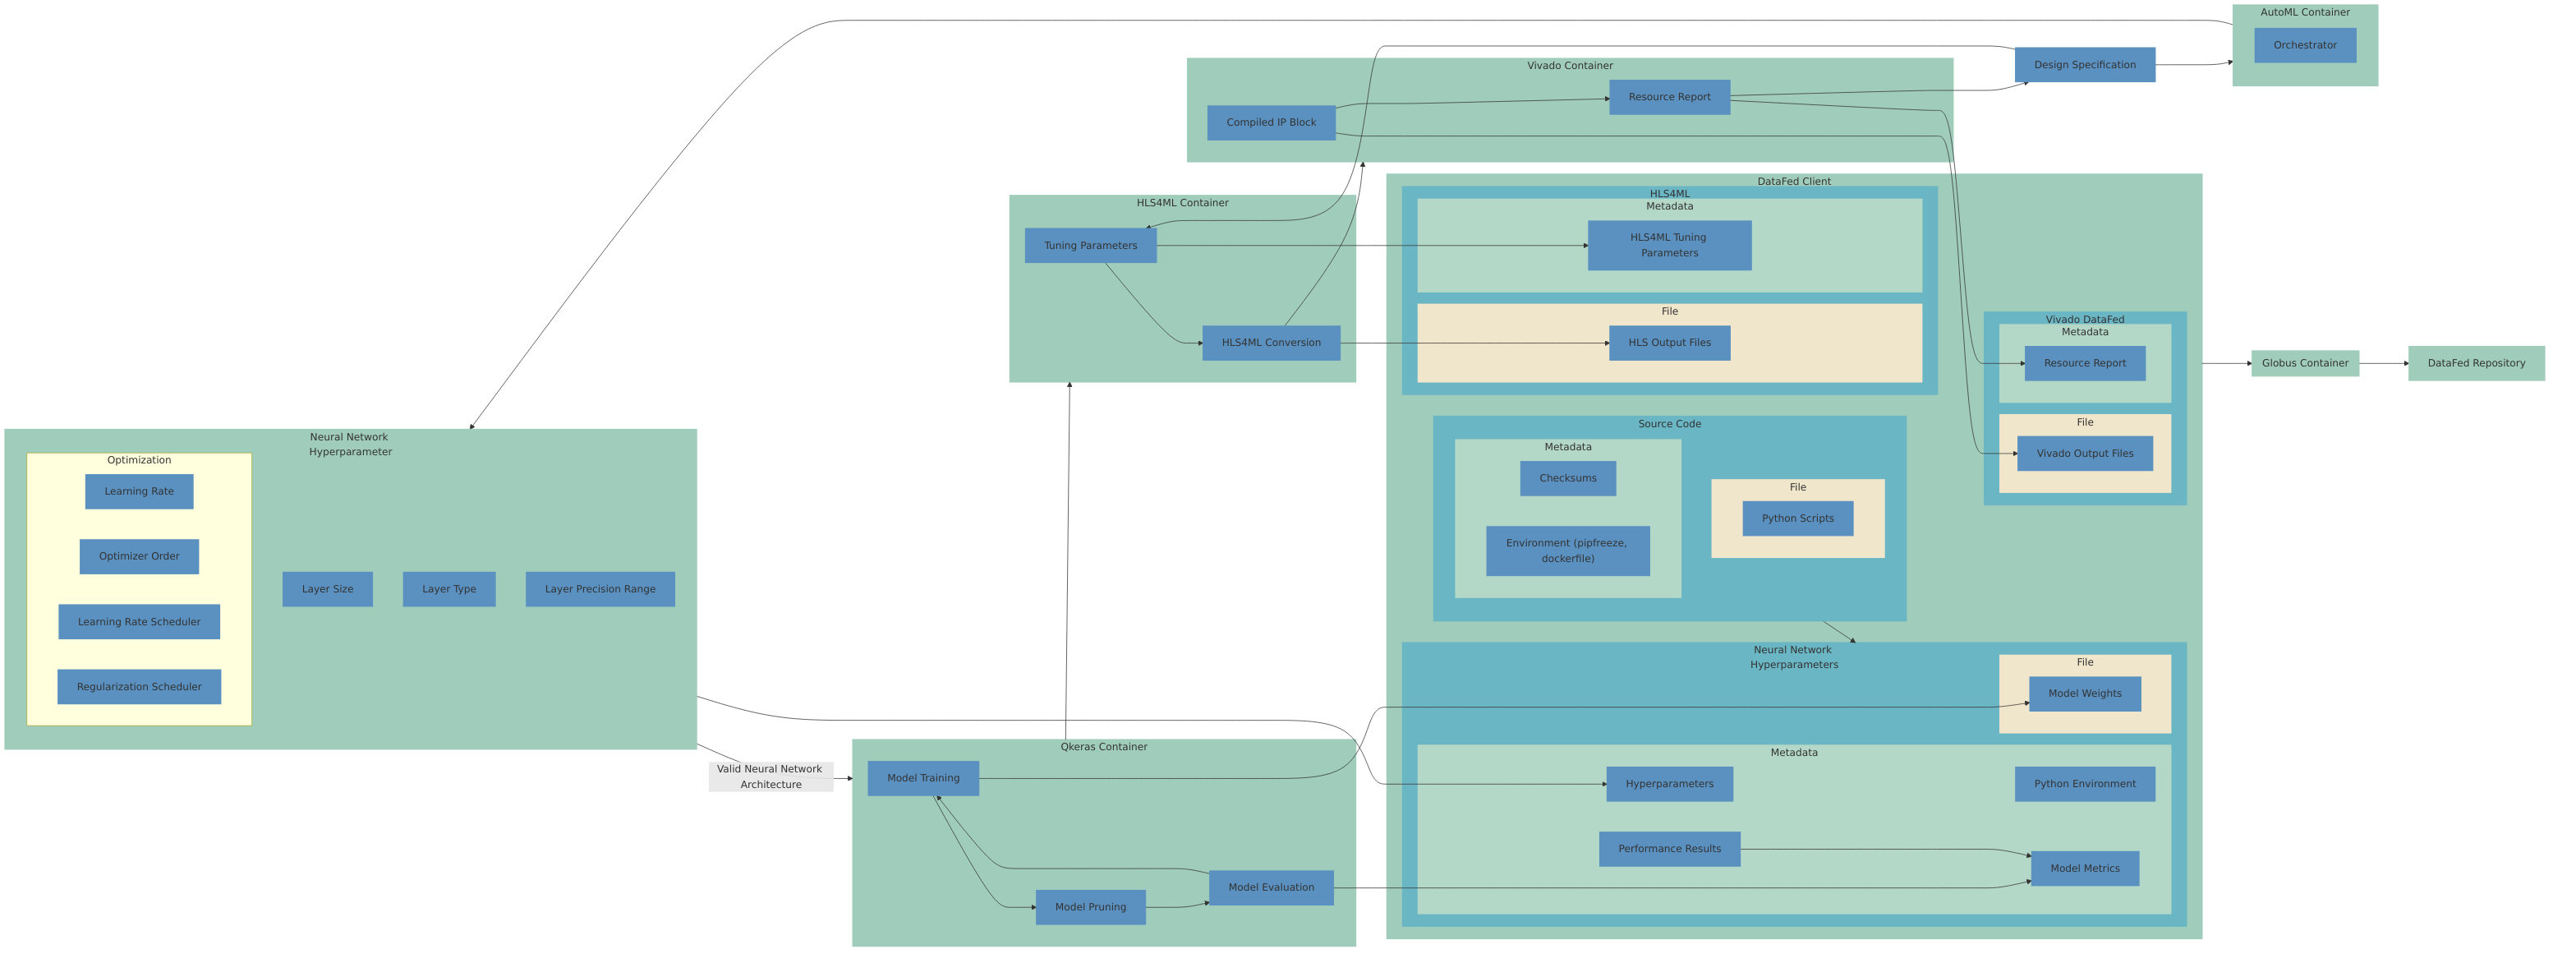 AutoML Container
Orchestrator
Design Specification
Vivado Container
Resource Report
Compiled IP Block
DataFed Client
HLS4ML
Metadata
HLS4ML Tuning
Parameters
File
HLS Output Files
HLS4ML Container
Tuning Parameters
HLS4ML Conversion
Vivado DataFed
Metadata
Resource Report
File
Vivado Output Files
Globus Container
DataFed Repository
Source Code
Metadata
Checksums
Environment (pipfreeze,
dockerfile)
File
Python Scripts
Neural Network
Hyperparameter
Optimization
Learning Rate
Optimizer Order
Learning Rate Scheduler
Regularization Scheduler
Layer Size
Layer Type
Layer Precision Range
Valid Neural Network
Architecture
Qkeras Container
Model Training
Model Pruning
Model Evaluation
Neural Network
Hyperparameters
File
Model Weights
Metadata
Hyperparameters
Python Environment
Performance Results
Model Metrics